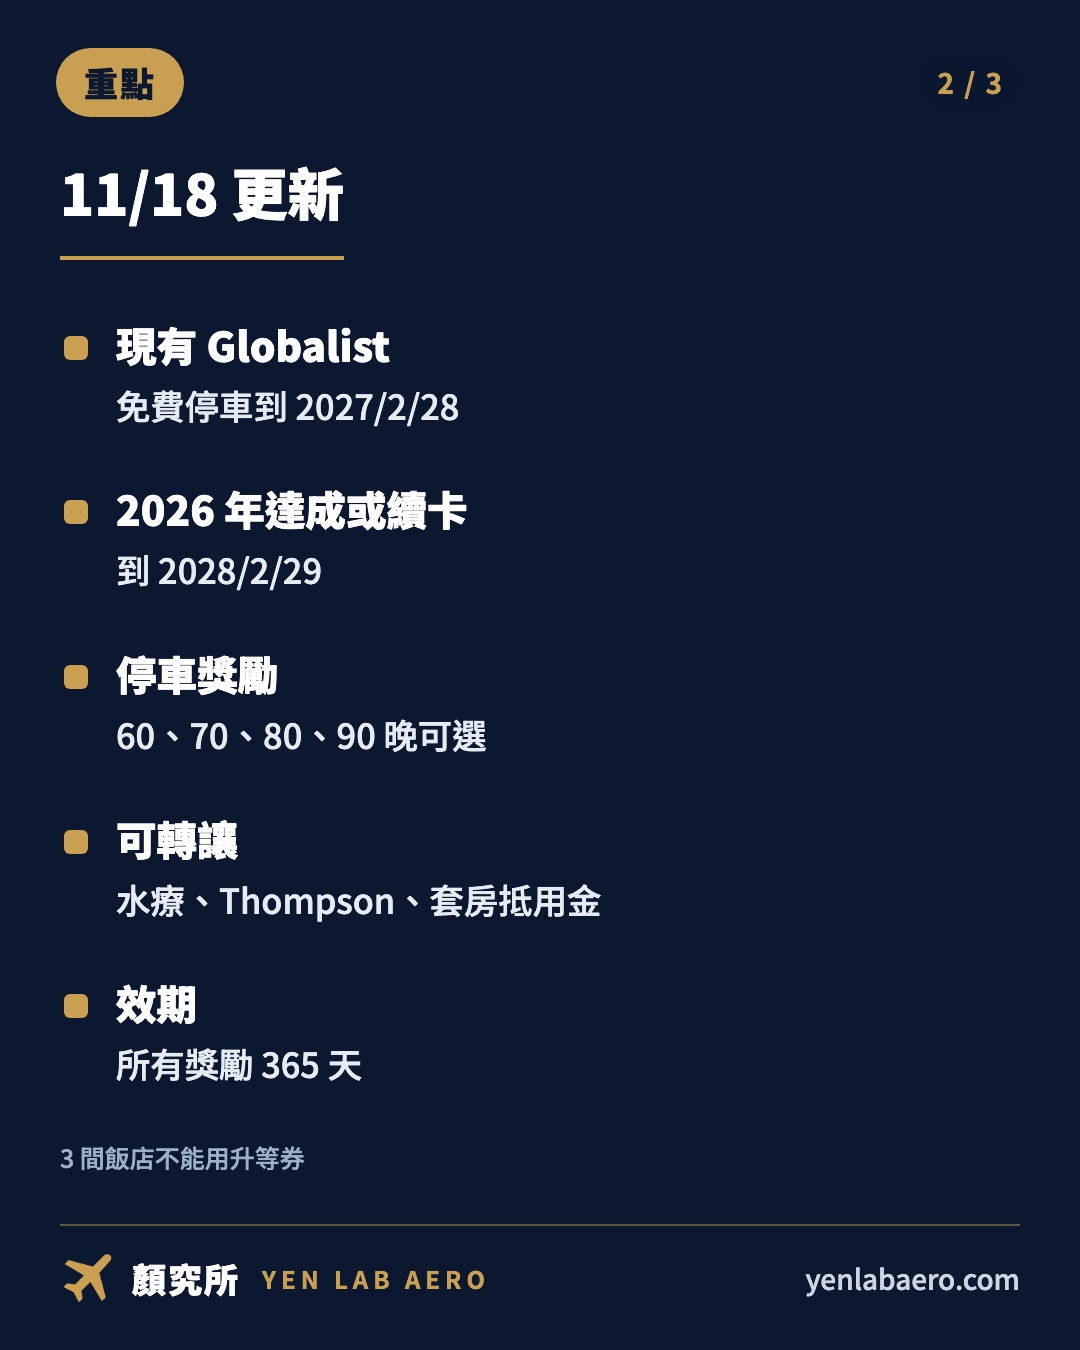 重點
2 / 3
11/18 更新
現有 Globalist
免費停車到 2027/2/28
2026 年達成或續卡
到 2028/2/29
停車獎勵
60、70、80、90 晚可選
可轉讓
水療、Thompson、套房抵用金
效期
所有獎勵 365 天
3 間飯店不能用升等券
顏究所 YEN LAB AERO
yenlabaero.com